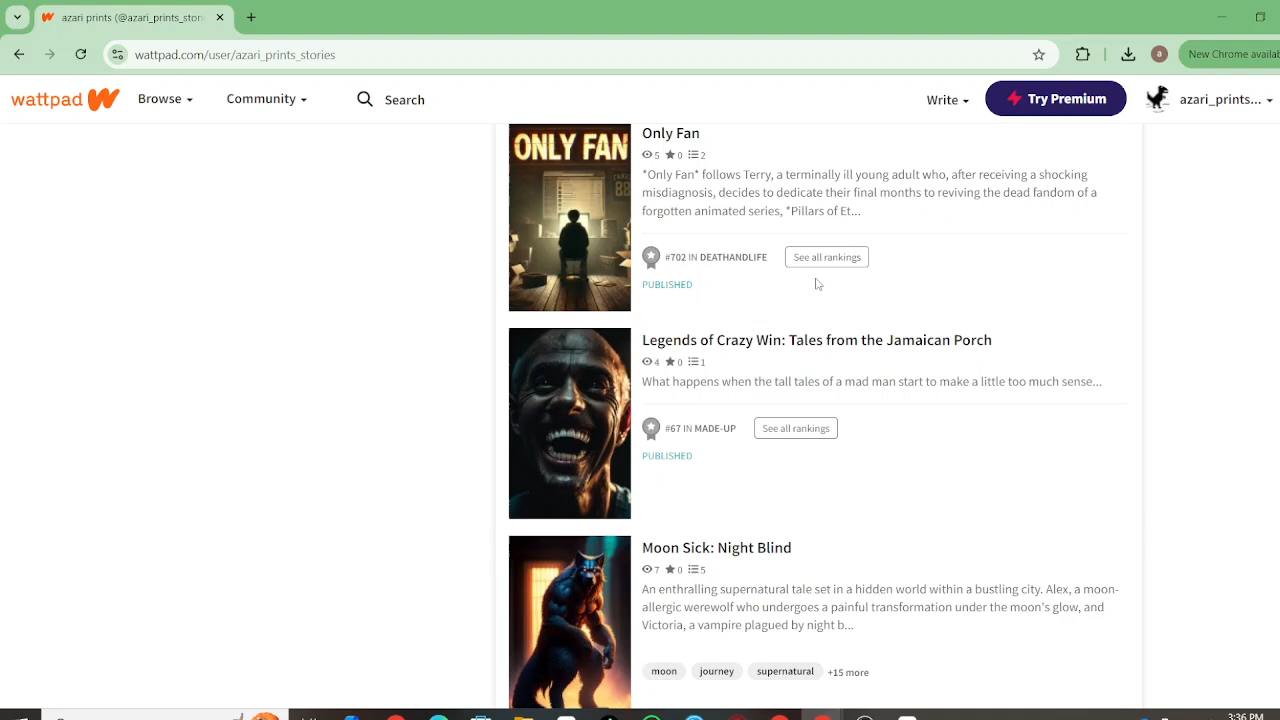 azari prints (@azari_print_stor
wattpad.com/user/azari_prints_stories
a
New Chrome availab
wattpad
Browse
Community
Search
Write
Try Premium
azari_prints...
ONLY FAN
Only Fan
5 0 2
*Only Fan* follows Terry, a terminally ill young adult who, after receiving a shocking
misdiagnosis, decides to dedicate their final months to reviving the dead fandom of a
forgotten animated series, *Pillars of Et...
#702 IN DEATHANDLIFE
See all rankings
PUBLISHED
Legends of Crazy Win: Tales from the Jamaican Porch
4 0 1
What happens when the tall tales of a mad man start to make a little too much sense...
#67 IN MADE-UP
See all rankings
PUBLISHED
Moon Sick: Night Blind
7 0 5
An enthralling supernatural tale set in a hidden world within a bustling city. Alex, a moon-
allergic werewolf who undergoes a painful transformation under the moon's glow, and
Victoria, a vampire plagued by night b...
moon journey supernatural +15 more
3:36 PM